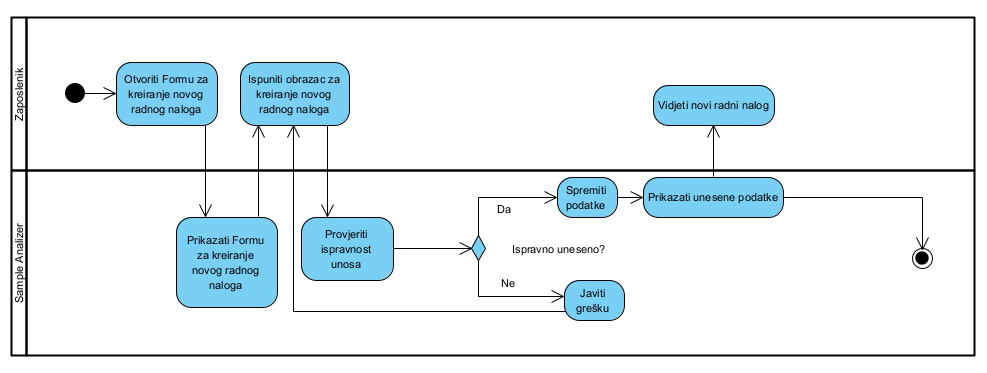 Zaposlenik
Otvoriti Formu za
kreiranje novog
radnog naloga
Ispuniti obrazac za
kreiranje novog
radnog naloga
Vidjeti novi radni nalog
Sample Analizer
Prikazati Formu
za kreiranje
novog radnog
naloga
Provjeriti
ispravnost
unosa
Da
Ispravno uneseno?
Ne
Spremiti
podatke
Prikazati unesene podatke
Javiti
grešku